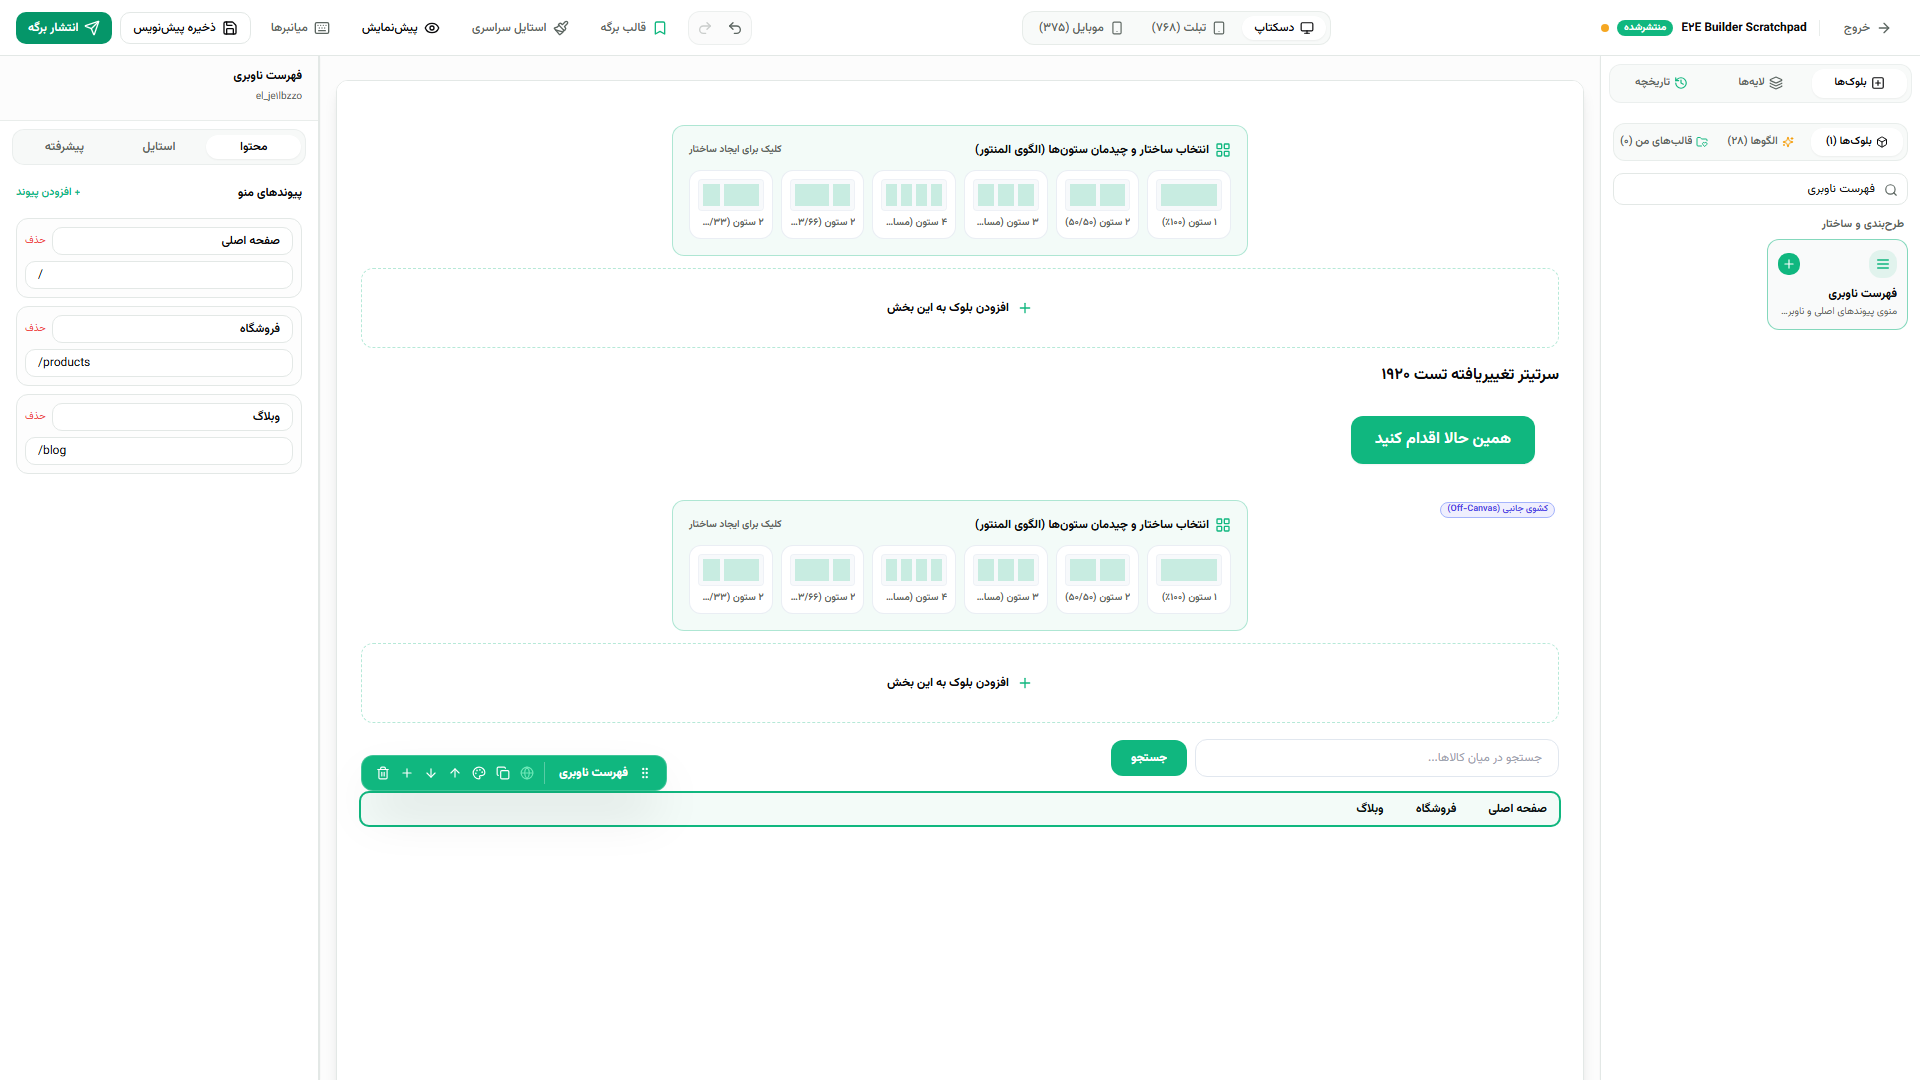 خروج
E2E Builder Scratchpad
منتشرشده
دسکتاپ
تبلت (۷۶۸)
موبایل (۳۷۵)
قالب برگه
استایل سراسری
پیش‌نمایش
میانبرها
ذخیره پیش‌نویس
انتشار برگه
بلوک‌ها
لایه‌ها
تاریخچه
بلوک‌ها (۱)
الگوها (۲۸)
قالب‌های من (۰)
فهرست ناوبری
طرح‌بندی و ساختار
فهرست ناوبری
منوی پیوندهای اصلی و ناوبر...
انتخاب ساختار و چیدمان ستون‌ها (الگوی المنتور)
کلیک برای ایجاد ساختار
۱ ستون (۱۰۰٪)
۲ ستون (۵۰/۵۰)
۳ ستون (مسا...
۴ ستون (مسا...
۲ ستون (۳/۶۶...
۲ ستون (۳۳/...
افزودن بلوک به این بخش
سرتیتر تغییریافته تست ۱۹۲۰
همین حالا اقدام کنید
کشوی جانبی (Off-Canvas)
انتخاب ساختار و چیدمان ستون‌ها (الگوی المنتور)
کلیک برای ایجاد ساختار
۱ ستون (۱۰۰٪)
۲ ستون (۵۰/۵۰)
۳ ستون (مسا...
۴ ستون (مسا...
۲ ستون (۳/۶۶...
۲ ستون (۳۳/...
افزودن بلوک به این بخش
جستجو در میان کالاها...
جستجو
فهرست ناوبری
صفحه اصلی
فروشگاه
وبلاگ
فهرست ناوبری
el_je1lbzzo
محتوا
استایل
پیشرفته
پیوندهای منو
+ افزودن پیوند
صفحه اصلی
حذف
/
فروشگاه
حذف
/products
وبلاگ
حذف
/blog